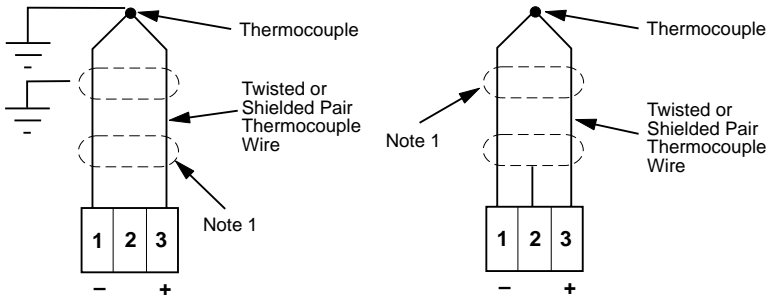 Thermocouple
Twisted or
Shielded Pair
Thermocouple
Wire
Note 1
1 2 3
– +
Thermocouple
Twisted or
Shielded Pair
Thermocouple
Wire
Note 1
1 2 3
– +